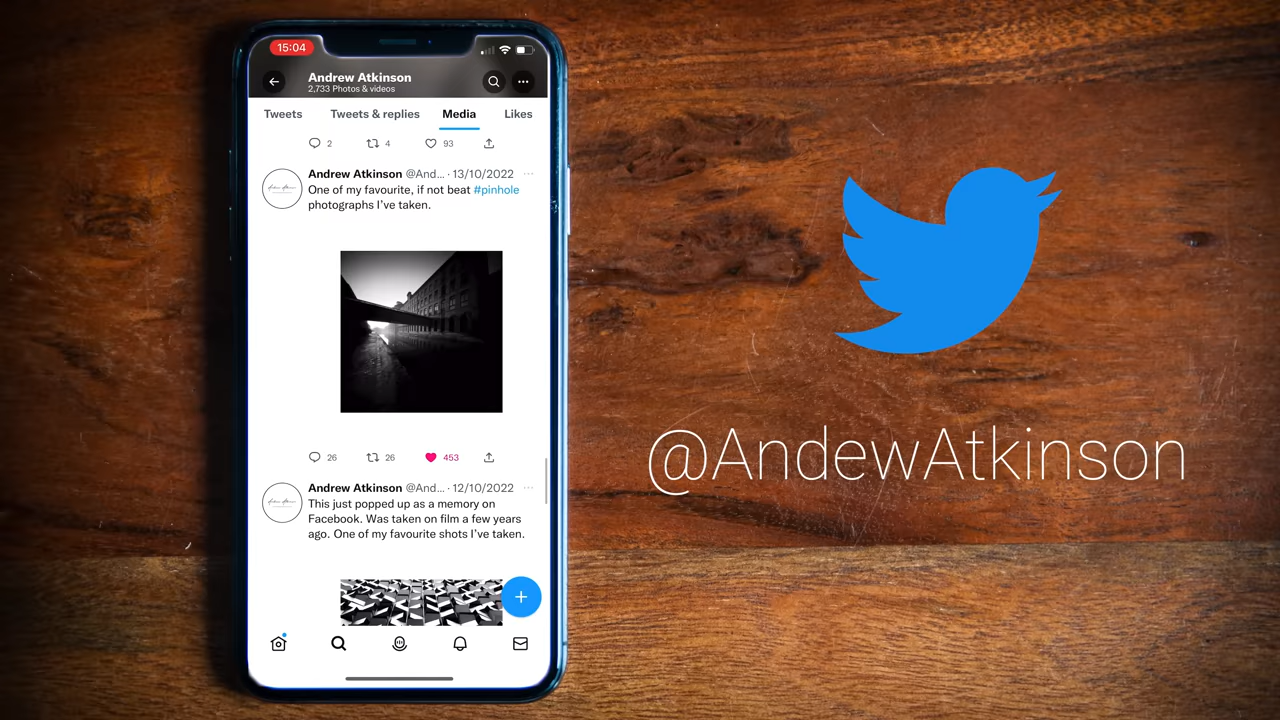 15:04
Andrew Atkinson
2,733 Photos & videos
Tweets Tweets & replies Media Likes
2 4 93
Andrew Atkinson @And... · 13/10/2022 ···
One of my favourite, if not beat #pinhole
photographs I've taken.
26 26 453
Andrew Atkinson @And... · 12/10/2022 ···
This just popped up as a memory on
Facebook. Was taken on film a few years
ago. One of my favourite shots I've taken.
@AndewAtkinson